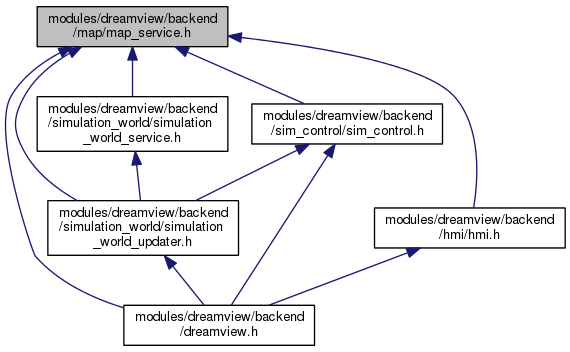 modules/dreamview/backend
/map/map_service.h
modules/dreamview/backend
/simulation_world/simulation
_world_service.h
modules/dreamview/backend
/sim_control/sim_control.h
modules/dreamview/backend
/simulation_world/simulation
_world_updater.h
modules/dreamview/backend
/hmi/hmi.h
modules/dreamview/backend
/dreamview.h